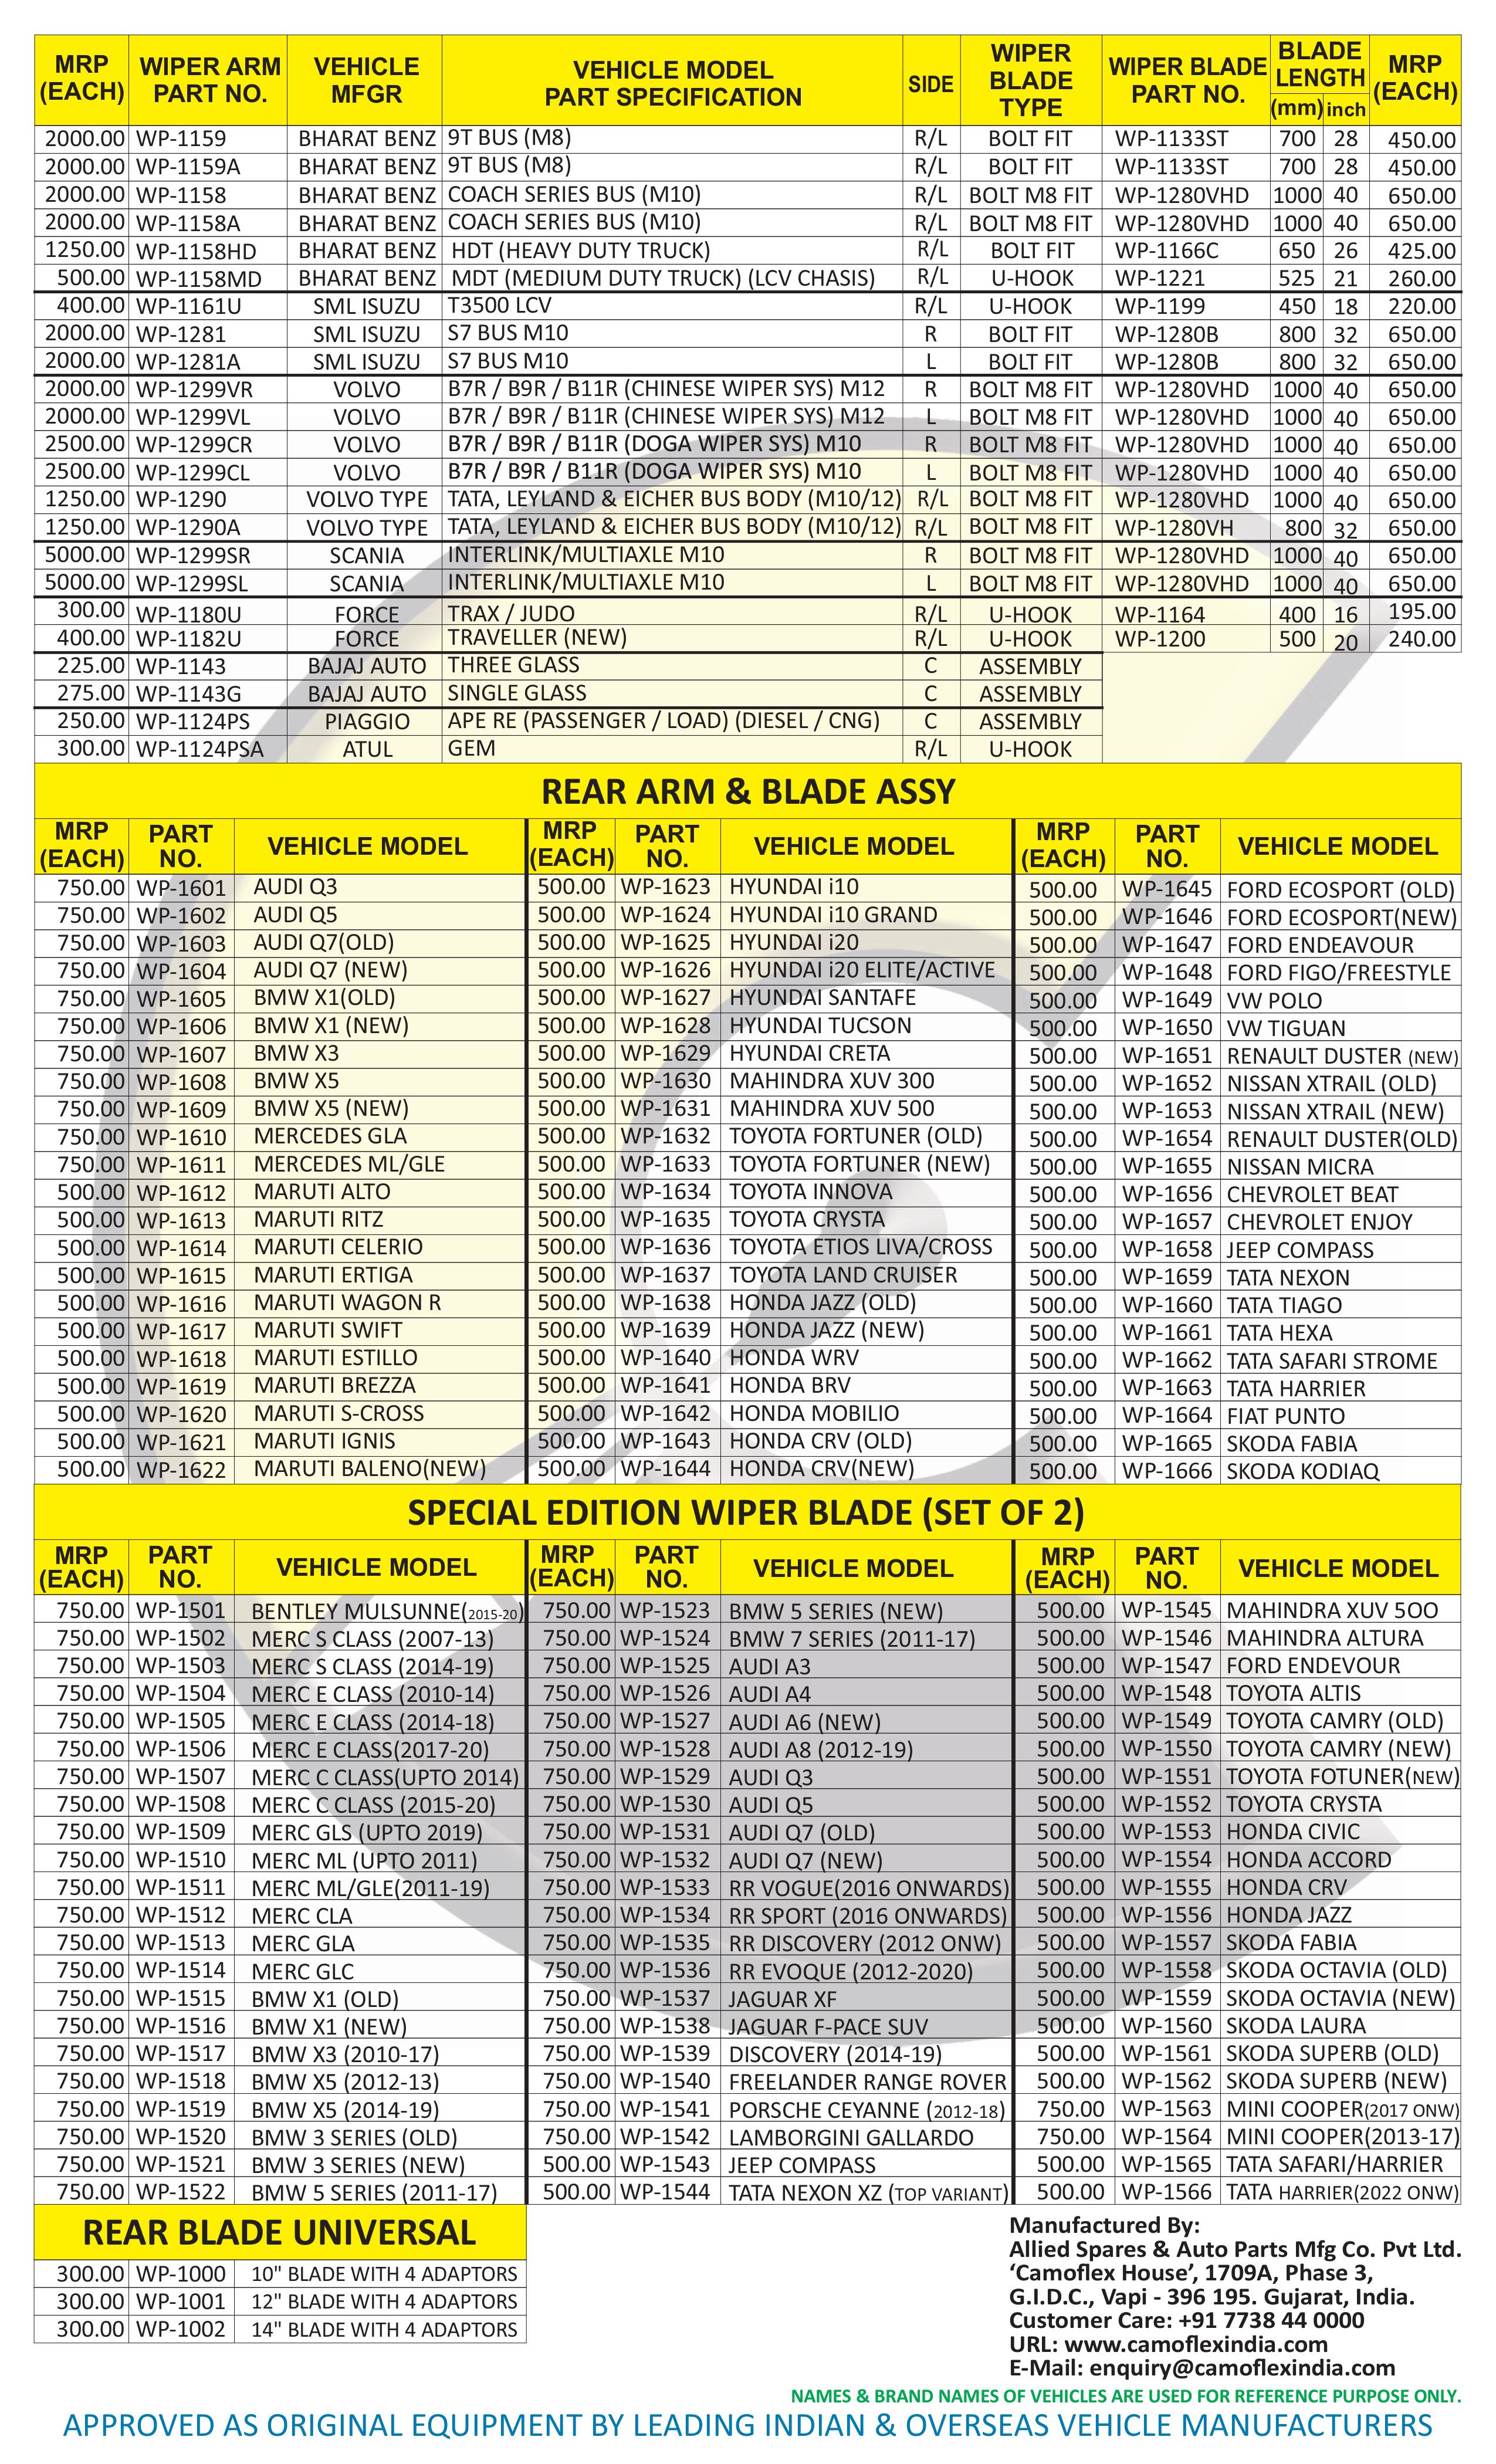 MRP (EACH) WIPER ARM PART NO. VEHICLE MFGR VEHICLE MODEL PART SPECIFICATION SIDE WIPER BLADE TYPE WIPER BLADE PART NO. BLADE LENGTH (mm) inch MRP (EACH)
2000.00 WP-1159 BHARAT BENZ 9T BUS (M8) R/L BOLT FIT WP-1133ST 700 28 450.00
2000.00 WP-1159A BHARAT BENZ 9T BUS (M8) R/L BOLT FIT WP-1133ST 700 28 450.00
2000.00 WP-1158 BHARAT BENZ COACH SERIES BUS (M10) R/L BOLT M8 FIT WP-1280VHD 1000 40 650.00
2000.00 WP-1158A BHARAT BENZ COACH SERIES BUS (M10) R/L BOLT M8 FIT WP-1280VHD 1000 40 650.00
1250.00 WP-1158HD BHARAT BENZ HDT (HEAVY DUTY TRUCK) R/L BOLT FIT WP-1166C 650 26 425.00
500.00 WP-1158MD BHARAT BENZ MDT (MEDIUM DUTY TRUCK) (LCV CHASIS) R/L U-HOOK WP-1221 525 21 260.00
400.00 WP-1161U SML ISUZU T3500 LCV R/L U-HOOK WP-1199 450 18 220.00
2000.00 WP-1281 SML ISUZU S7 BUS M10 R BOLT FIT WP-1280B 800 32 650.00
2000.00 WP-1281A SML ISUZU S7 BUS M10 L BOLT FIT WP-1280B 800 32 650.00
2000.00 WP-1299VR VOLVO B7R / B9R / B11R (CHINESE WIPER SYS) M12 R BOLT M8 FIT WP-1280VHD 1000 40 650.00
2000.00 WP-1299VL VOLVO B7R / B9R / B11R (CHINESE WIPER SYS) M12 L BOLT M8 FIT WP-1280VHD 1000 40 650.00
2500.00 WP-1299CR VOLVO B7R / B9R / B11R (DOGA WIPER SYS) M10 R BOLT M8 FIT WP-1280VHD 1000 40 650.00
2500.00 WP-1299CL VOLVO B7R / B9R / B11R (DOGA WIPER SYS) M10 L BOLT M8 FIT WP-1280VHD 1000 40 650.00
1250.00 WP-1290 VOLVO TYPE TATA, LEYLAND & EICHER BUS BODY (M10/12) R/L BOLT M8 FIT WP-1280VHD 1000 40 650.00
1250.00 WP-1290A VOLVO TYPE TATA, LEYLAND & EICHER BUS BODY (M10/12) R/L BOLT M8 FIT WP-1280VH 800 32 650.00
5000.00 WP-1299SR SCANIA INTERLINK/MULTIAXLE M10 R BOLT M8 FIT WP-1280VHD 1000 40 650.00
5000.00 WP-1299SL SCANIA INTERLINK/MULTIAXLE M10 L BOLT M8 FIT WP-1280VHD 1000 40 650.00
300.00 WP-1180U FORCE TRAX / JUDO R/L U-HOOK WP-1164 400 16 195.00
400.00 WP-1182U FORCE TRAVELLER (NEW) R/L U-HOOK WP-1200 500 20 240.00
225.00 WP-1143 BAJAJ AUTO THREE GLASS C ASSEMBLY
275.00 WP-1143G BAJAJ AUTO SINGLE GLASS C ASSEMBLY
250.00 WP-1124PS PIAGGIO APE RE (PASSENGER / LOAD) (DIESEL / CNG) C ASSEMBLY
300.00 WP-1124PSA ATUL GEM R/L U-HOOK
REAR ARM & BLADE ASSY
MRP (EACH) PART NO. VEHICLE MODEL MRP (EACH) PART NO. VEHICLE MODEL MRP (EACH) PART NO. VEHICLE MODEL
750.00 WP-1601 AUDI Q3 500.00 WP-1623 HYUNDAI i10 500.00 WP-1645 FORD ECOSPORT (OLD)
750.00 WP-1602 AUDI Q5 500.00 WP-1624 HYUNDAI i10 GRAND 500.00 WP-1646 FORD ECOSPORT(NEW)
750.00 WP-1603 AUDI Q7(OLD) 500.00 WP-1625 HYUNDAI i20 500.00 WP-1647 FORD ENDEAVOUR
750.00 WP-1604 AUDI Q7 (NEW) 500.00 WP-1626 HYUNDAI i20 ELITE/ACTIVE 500.00 WP-1648 FORD FIGO/FREESTYLE
750.00 WP-1605 BMW X1(OLD) 500.00 WP-1627 HYUNDAI SANTAFE 500.00 WP-1649 VW POLO
750.00 WP-1606 BMW X1 (NEW) 500.00 WP-1628 HYUNDAI TUCSON 500.00 WP-1650 VW TIGUAN
750.00 WP-1607 BMW X3 500.00 WP-1629 HYUNDAI CRETA 500.00 WP-1651 RENAULT DUSTER (NEW)
750.00 WP-1608 BMW X5 500.00 WP-1630 MAHINDRA XUV 300 500.00 WP-1652 NISSAN XTRAIL (OLD)
750.00 WP-1609 BMW X5 (NEW) 500.00 WP-1631 MAHINDRA XUV 500 500.00 WP-1653 NISSAN XTRAIL (NEW)
750.00 WP-1610 MERCEDES GLA 500.00 WP-1632 TOYOTA FORTUNER (OLD) 500.00 WP-1654 RENAULT DUSTER(OLD)
750.00 WP-1611 MERCEDES ML/GLE 500.00 WP-1633 TOYOTA FORTUNER (NEW) 500.00 WP-1655 NISSAN MICRA
500.00 WP-1612 MARUTI ALTO 500.00 WP-1634 TOYOTA INNOVA 500.00 WP-1656 CHEVROLET BEAT
500.00 WP-1613 MARUTI RITZ 500.00 WP-1635 TOYOTA CRYSTA 500.00 WP-1657 CHEVROLET ENJOY
500.00 WP-1614 MARUTI CELERIO 500.00 WP-1636 TOYOTA ETIOS LIVA/CROSS 500.00 WP-1658 JEEP COMPASS
500.00 WP-1615 MARUTI ERTIGA 500.00 WP-1637 TOYOTA LAND CRUISER 500.00 WP-1659 TATA NEXON
500.00 WP-1616 MARUTI WAGON R 500.00 WP-1638 HONDA JAZZ (OLD) 500.00 WP-1660 TATA TIAGO
500.00 WP-1617 MARUTI SWIFT 500.00 WP-1639 HONDA JAZZ (NEW) 500.00 WP-1661 TATA HEXA
500.00 WP-1618 MARUTI ESTILLO 500.00 WP-1640 HONDA WRV 500.00 WP-1662 TATA SAFARI STROME
500.00 WP-1619 MARUTI BREZZA 500.00 WP-1641 HONDA BRV 500.00 WP-1663 TATA HARRIER
500.00 WP-1620 MARUTI S-CROSS 500.00 WP-1642 HONDA MOBILIO 500.00 WP-1664 FIAT PUNTO
500.00 WP-1621 MARUTI IGNIS 500.00 WP-1643 HONDA CRV (OLD) 500.00 WP-1665 SKODA FABIA
500.00 WP-1622 MARUTI BALENO(NEW) 500.00 WP-1644 HONDA CRV(NEW) 500.00 WP-1666 SKODA KODIAQ
SPECIAL EDITION WIPER BLADE (SET OF 2)
MRP (EACH) PART NO. VEHICLE MODEL MRP (EACH) PART NO. VEHICLE MODEL MRP (EACH) PART NO. VEHICLE MODEL
750.00 WP-1501 BENTLEY MULSUNNE(2015-20) 750.00 WP-1523 BMW 5 SERIES (NEW) 500.00 WP-1545 MAHINDRA XUV 5OO
750.00 WP-1502 MERC S CLASS (2007-13) 750.00 WP-1524 BMW 7 SERIES (2011-17) 500.00 WP-1546 MAHINDRA ALTURA
750.00 WP-1503 MERC S CLASS (2014-19) 750.00 WP-1525 AUDI A3 500.00 WP-1547 FORD ENDEVOUR
750.00 WP-1504 MERC E CLASS (2010-14) 750.00 WP-1526 AUDI A4 500.00 WP-1548 TOYOTA ALTIS
750.00 WP-1505 MERC E CLASS (2014-18) 750.00 WP-1527 AUDI A6 (NEW) 500.00 WP-1549 TOYOTA CAMRY (OLD)
750.00 WP-1506 MERC E CLASS(2017-20) 750.00 WP-1528 AUDI A8 (2012-19) 500.00 WP-1550 TOYOTA CAMRY (NEW)
750.00 WP-1507 MERC C CLASS(UPTO 2014) 750.00 WP-1529 AUDI Q3 500.00 WP-1551 TOYOTA FOTUNER(NEW)
750.00 WP-1508 MERC C CLASS (2015-20) 750.00 WP-1530 AUDI Q5 500.00 WP-1552 TOYOTA CRYSTA
750.00 WP-1509 MERC GLS (UPTO 2019) 750.00 WP-1531 AUDI Q7 (OLD) 500.00 WP-1553 HONDA CIVIC
750.00 WP-1510 MERC ML (UPTO 2011) 750.00 WP-1532 AUDI Q7 (NEW) 500.00 WP-1554 HONDA ACCORD
750.00 WP-1511 MERC ML/GLE(2011-19) 750.00 WP-1533 RR VOGUE(2016 ONWARDS) 500.00 WP-1555 HONDA CRV
750.00 WP-1512 MERC CLA 750.00 WP-1534 RR SPORT (2016 ONWARDS) 500.00 WP-1556 HONDA JAZZ
750.00 WP-1513 MERC GLA 750.00 WP-1535 RR DISCOVERY (2012 ONW) 500.00 WP-1557 SKODA FABIA
750.00 WP-1514 MERC GLC 750.00 WP-1536 RR EVOQUE (2012-2020) 500.00 WP-1558 SKODA OCTAVIA (OLD)
750.00 WP-1515 BMW X1 (OLD) 750.00 WP-1537 JAGUAR XF 500.00 WP-1559 SKODA OCTAVIA (NEW)
750.00 WP-1516 BMW X1 (NEW) 750.00 WP-1538 JAGUAR F-PACE SUV 500.00 WP-1560 SKODA LAURA
750.00 WP-1517 BMW X3 (2010-17) 750.00 WP-1539 DISCOVERY (2014-19) 500.00 WP-1561 SKODA SUPERB (OLD)
750.00 WP-1518 BMW X5 (2012-13) 750.00 WP-1540 FREELANDER RANGE ROVER 500.00 WP-1562 SKODA SUPERB (NEW)
750.00 WP-1519 BMW X5 (2014-19) 750.00 WP-1541 PORSCHE CEYANNE (2012-18) 750.00 WP-1563 MINI COOPER(2017 ONW)
750.00 WP-1520 BMW 3 SERIES (OLD) 750.00 WP-1542 LAMBORGINI GALLARDO 750.00 WP-1564 MINI COOPER(2013-17)
750.00 WP-1521 BMW 3 SERIES (NEW) 500.00 WP-1543 JEEP COMPASS 500.00 WP-1565 TATA SAFARI/HARRIER
750.00 WP-1522 BMW 5 SERIES (2011-17) 500.00 WP-1544 TATA NEXON XZ (TOP VARIANT) 500.00 WP-1566 TATA HARRIER(2022 ONW)
REAR BLADE UNIVERSAL
300.00 WP-1000 10" BLADE WITH 4 ADAPTORS
300.00 WP-1001 12" BLADE WITH 4 ADAPTORS
300.00 WP-1002 14" BLADE WITH 4 ADAPTORS
Manufactured By:
Allied Spares & Auto Parts Mfg Co. Pvt Ltd.
‘Camoflex House’, 1709A, Phase 3,
G.I.D.C., Vapi - 396 195. Gujarat, India.
Customer Care: +91 7738 44 0000
URL: www.camoflexindia.com
E-Mail: enquiry@camoflexindia.com
NAMES & BRAND NAMES OF VEHICLES ARE USED FOR REFERENCE PURPOSE ONLY.
APPROVED AS ORIGINAL EQUIPMENT BY LEADING INDIAN & OVERSEAS VEHICLE MANUFACTURERS